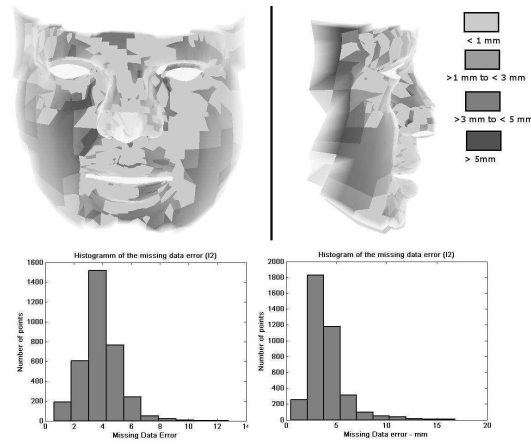 < 1 mm
>1 mm to < 3 mm
>3 mm to < 5 mm
> 5mm
Histogramm of the missing data error (I2)
Number of points
1600
1400
1200
1000
800
600
400
200
0
0 2 4 6 8 10 12 14
Missing Data Error
Histogram of the missing data error (I2)
Number of points
2000
1800
1600
1400
1200
1000
800
600
400
200
0
0 5 10 15 20
Missing Data error - mm